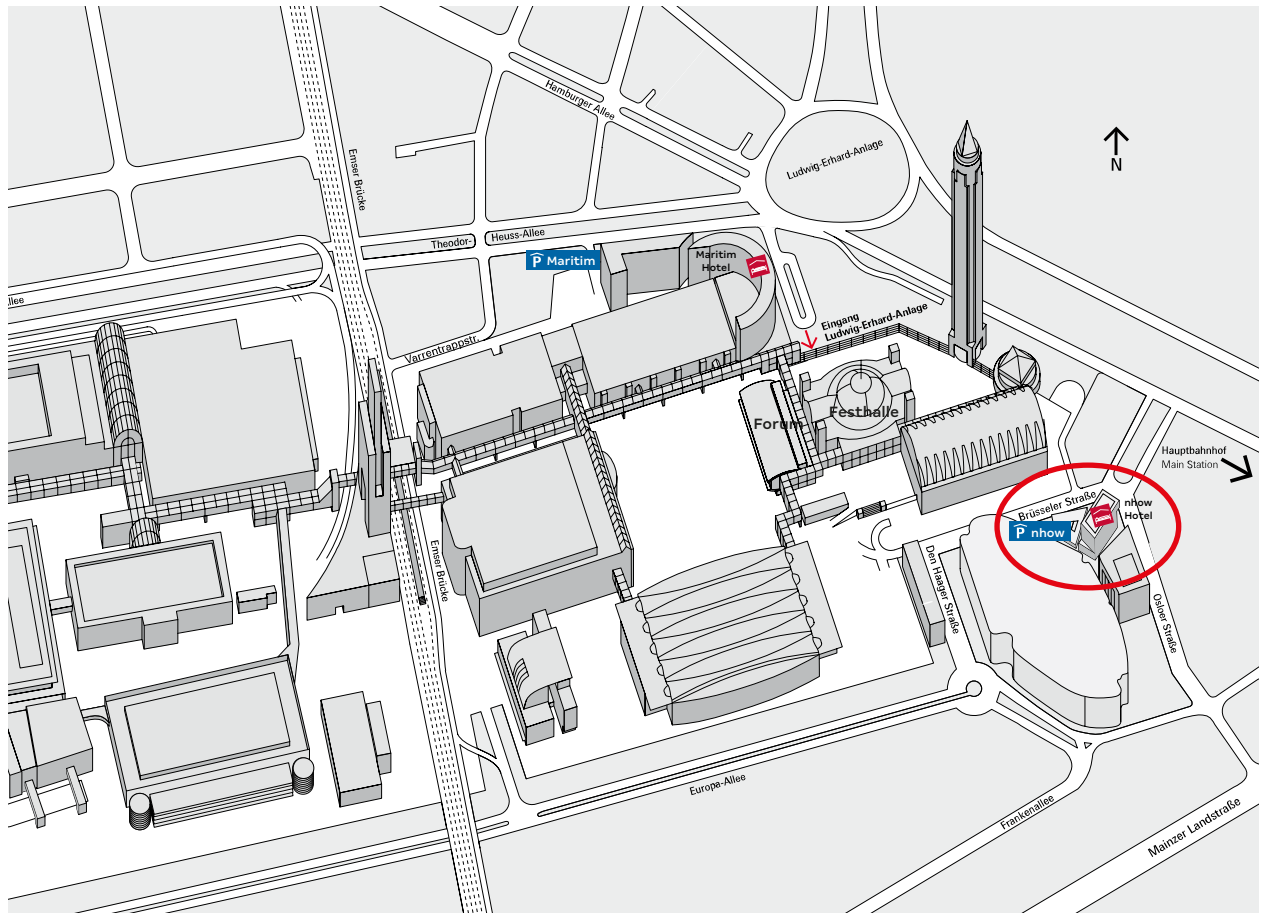 Hamburger Allee
Ludwig-Erhard-Anlage
N
Emser Brücke
Theodor-
Heuss-Allee
P Maritim
Maritim
Hotel
llee
Eingang
Ludwig-Erhard-Anlage
Varrentrappstr.
Forum
Festhalle
Hauptbahnhof
Main Station
Brüsseler Straße
nhow
Hotel
P nhow
Emser Brücke
Den Haager Straße
Osloer Straße
Europa-Allee
Frankenallee
Mainzer Landstraße